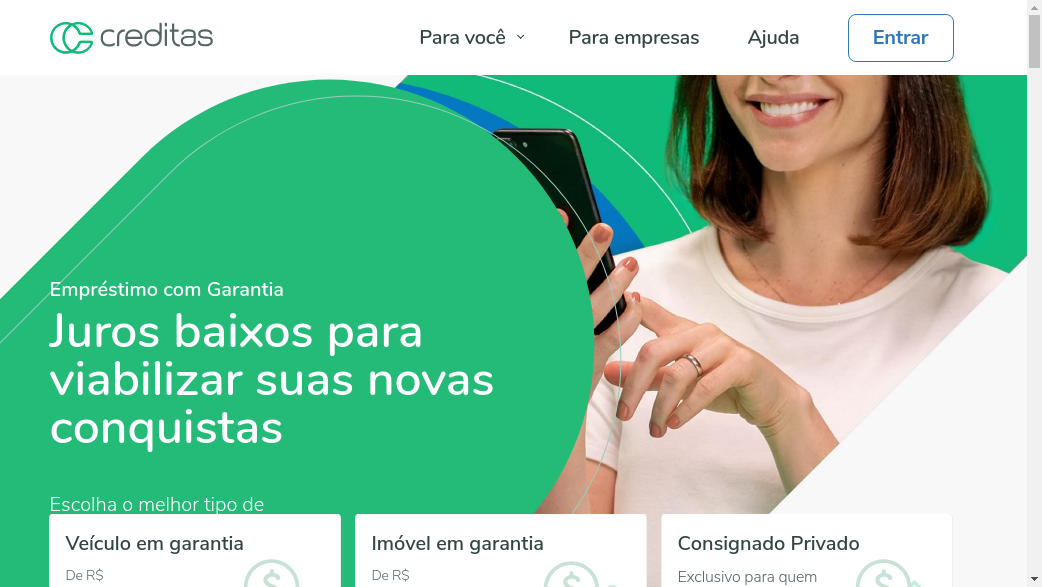 creditas
Para você
Para empresas
Ajuda
Entrar
Empréstimo com Garantia
Juros baixos para
viabilizar suas novas
conquistas
Escolha o melhor tipo de
Veículo em garantia
De R$
Imóvel em garantia
De R$
Consignado Privado
Exclusivo para quem